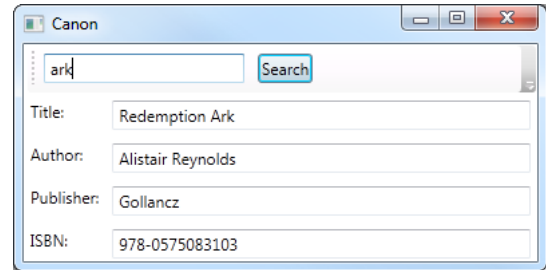 Canon
ark Search
Title: Redemption Ark
Author: Alistair Reynolds
Publisher: Gollancz
ISBN: 978-0575083103